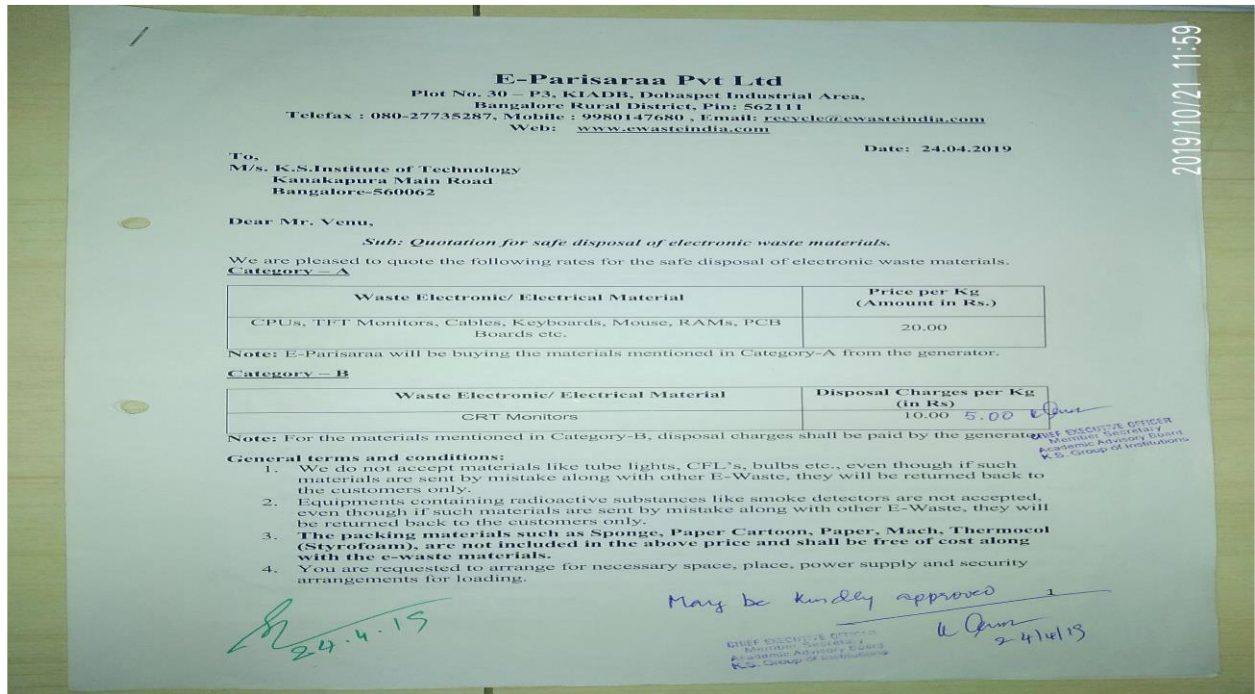 2019/10/21 11:59
E-Parisaraa Pvt Ltd
Plot No. 30 – P3, KIADB, Dobaspet Industrial Area,
Bangalore Rural District, Pin: 562111
Telefax : 080-27735287, Mobile : 9980147680 , Email: recycle@ewasteindia.com
Web: www.ewasteindia.com
Date: 24.04.2019
To,
M/s. K.S.Institute of Technology
Kanakapura Main Road
Bangalore-560062
Dear Mr. Venu,
Sub: Quotation for safe disposal of electronic waste materials.
We are pleased to quote the following rates for the safe disposal of electronic waste materials.
Category – A
Waste Electronic/ Electrical Material
Price per Kg
(Amount in Rs.)
CPUs, TFT Monitors, Cables, Keyboards, Mouse, RAMs, PCB
Boards etc.
20.00
Note: E-Parisaraa will be buying the materials mentioned in Category-A from the generator.
Category – B
Waste Electronic/ Electrical Material
Disposal Charges per Kg
(in Rs)
CRT Monitors
10.00 5.00
Note: For the materials mentioned in Category-B, disposal charges shall be paid by the generator
CHIEF EXECUTIVE OFFICER
Member Secretary
Academic Advisory Board
K.S. Group of Institutions
General terms and conditions:
1. We do not accept materials like tube lights, CFL's, bulbs etc., even though if such
materials are sent by mistake along with other E-Waste, they will be returned back to
the customers only.
2. Equipments containing radioactive substances like smoke detectors are not accepted,
even though if such materials are sent by mistake along with other E-Waste, they will
be returned back to the customers only.
3. The packing materials such as Sponge, Paper Cartoon, Paper, Mach, Thermocol
(Styrofoam), are not included in the above price and shall be free of cost along
with the e-waste materials.
4. You are requested to arrange for necessary space, place, power supply and security
arrangements for loading.
May be kindly approved
1
24.4.19
24/4/19
CHIEF EXECUTIVE OFFICER
Member Secretary
Academic Advisory Board
K.S. Group of Institutions